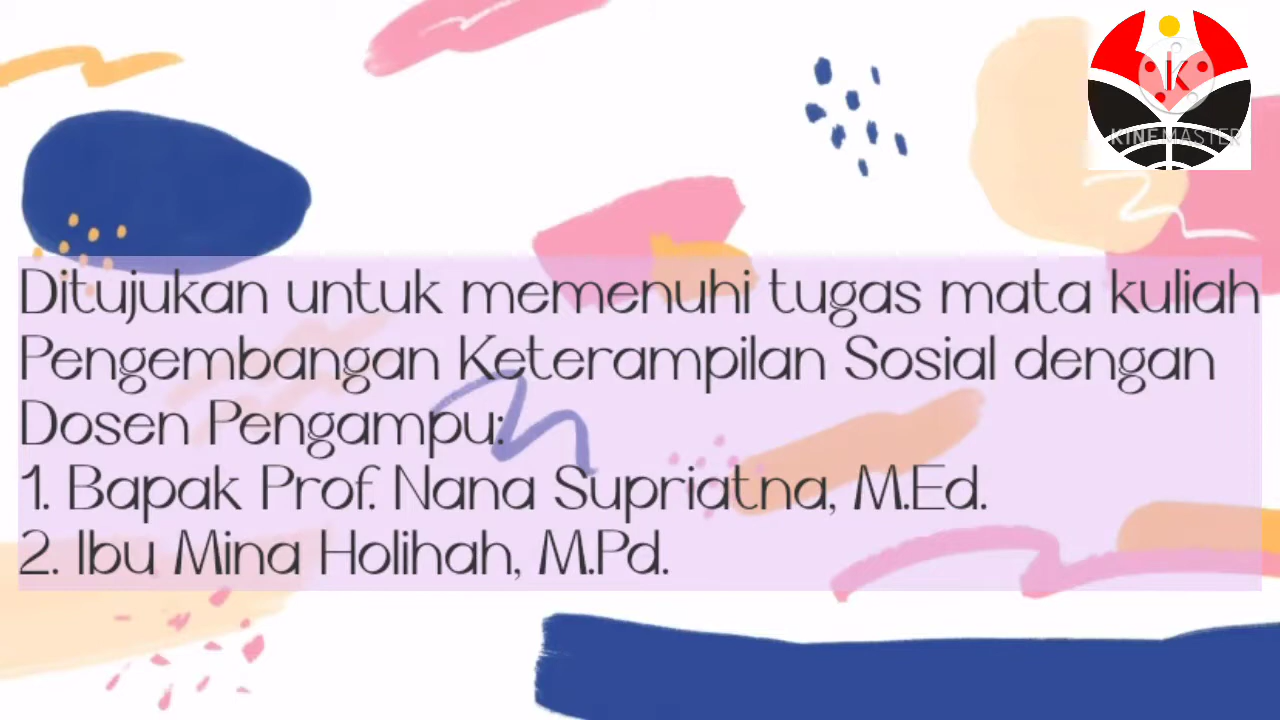 KINEMASTER
Ditujukan untuk memenuhi tugas mata kuliah
Pengembangan Keterampilan Sosial dengan
Dosen Pengampu:
1. Bapak Prof. Nana Supriatna, M.Ed.
2. Ibu Mina Holihah, M.Pd.